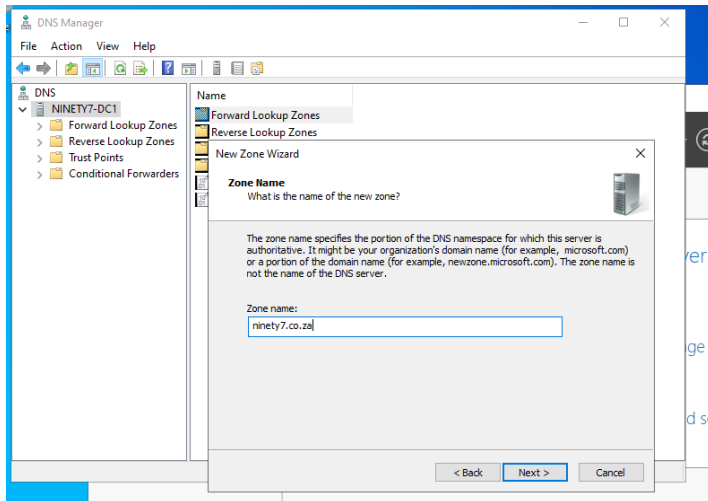 DNS Manager
File Action View Help
DNS
NINETY7-DC1
Forward Lookup Zones
Reverse Lookup Zones
Trust Points
Conditional Forwarders
Name
Forward Lookup Zones
Reverse Lookup Zones
New Zone Wizard
Zone Name
What is the name of the new zone?
The zone name specifies the portion of the DNS namespace for which this server is
authoritative. It might be your organization's domain name (for example, microsoft.com)
or a portion of the domain name (for example, newzone.microsoft.com). The zone name is
not the name of the DNS server.
Zone name:
ninety7.co.za
< Back Next > Cancel